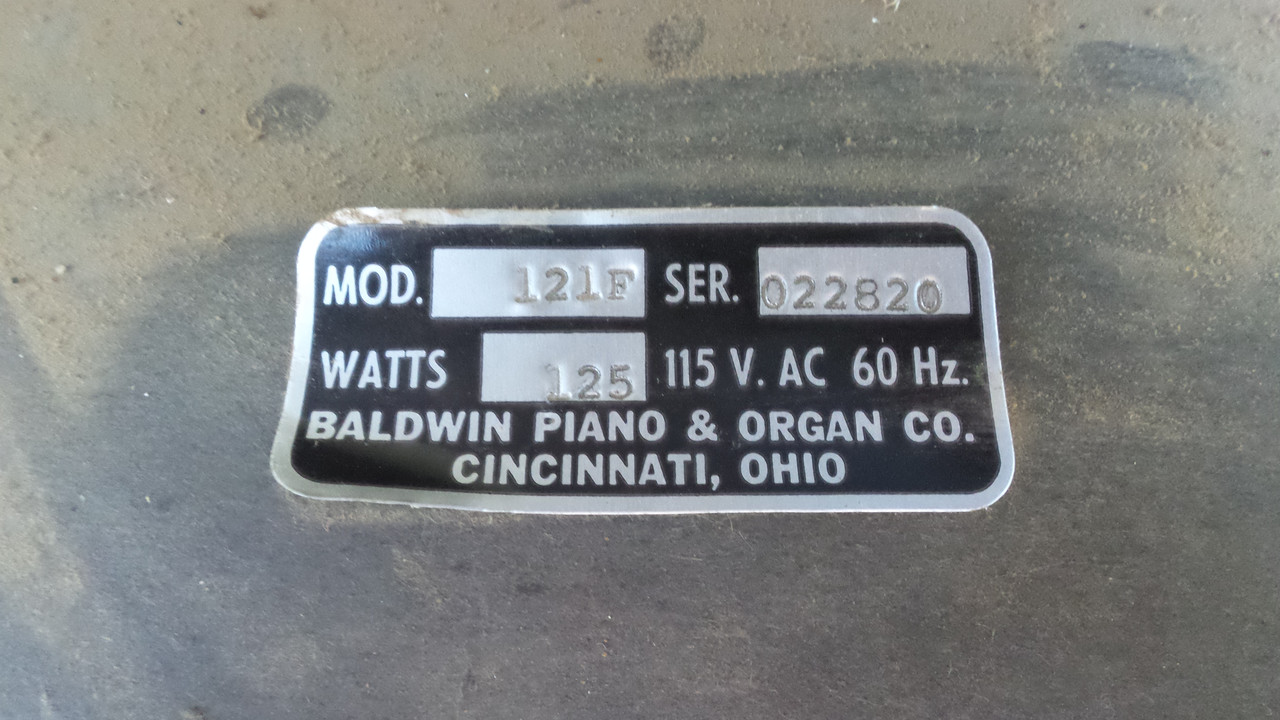 MOD. 121F SER. 022820
WATTS 125 115 V. AC 60 Hz.
BALDWIN PIANO & ORGAN CO.
CINCINNATI, OHIO